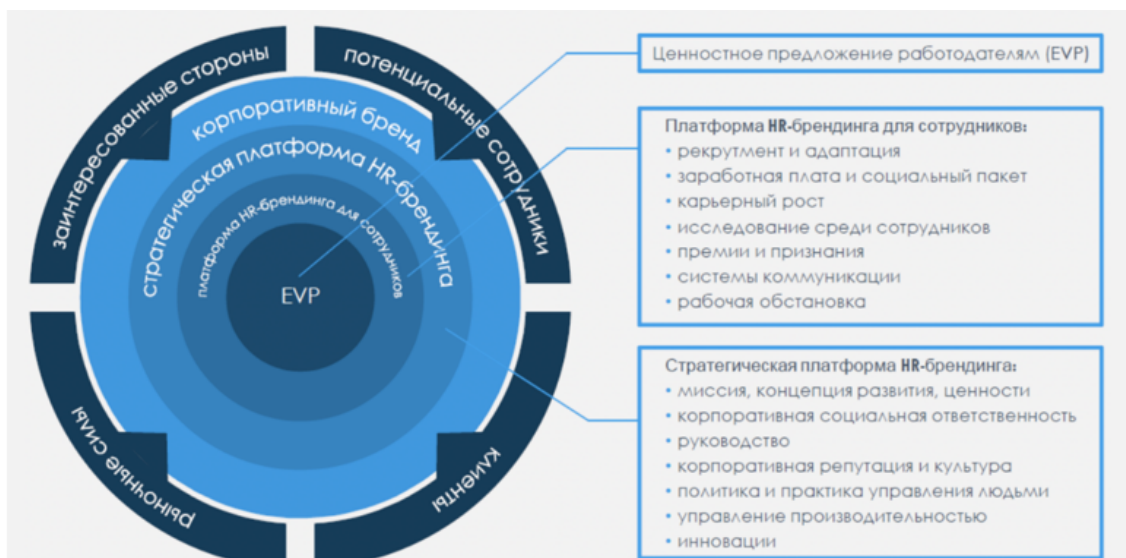 заинтересованные стороны
потенциальные сотрудники
корпоративный бренд
стратегическая платформа HR-брендинга
платформа HR-брендинга для сотрудников
EVP
рыночные силы
клиенты
Ценностное предложение работодателям (EVP)
Платформа HR-брендинга для сотрудников:
• рекрутмент и адаптация
• заработная плата и социальный пакет
• карьерный рост
• исследование среди сотрудников
• премии и признания
• системы коммуникации
• рабочая обстановка
Стратегическая платформа HR-брендинга:
• миссия, концепция развития, ценности
• корпоративная социальная ответственность
• руководство
• корпоративная репутация и культура
• политика и практика управления людьми
• управление производительностью
• инновации